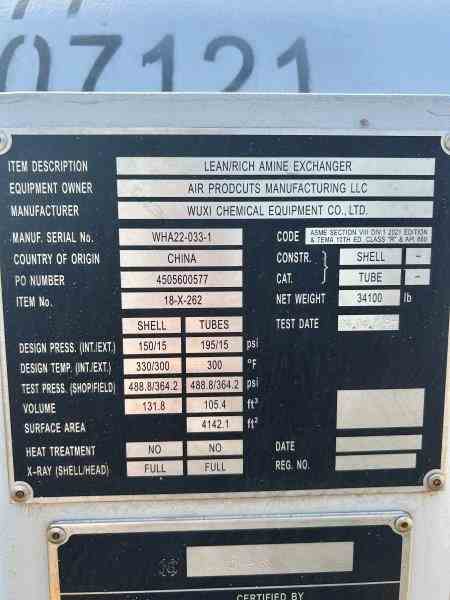 07121
ITEM DESCRIPTION LEAN/RICH AMINE EXCHANGER
EQUIPMENT OWNER AIR PRODCUTS MANUFACTURING LLC
MANUFACTURER WUXI CHEMICAL EQUIPMENT CO., LTD.
MANUF. SERIAL No. WHA22-033-1
CODE ASME SECTION VIII DIV.1 2021 EDITION
& TEMA 10TH ED. CLASS "R" & API 660
COUNTRY OF ORIGIN CHINA
CONSTR. SHELL -
PO NUMBER 4505600577
CAT. TUBE -
ITEM No. 18-X-262
NET WEIGHT 34100 lb
SHELL TUBES
TEST DATE
DESIGN PRESS. (INT./EXT.) 150/15 195/15 psi
DESIGN TEMP. (INT./EXT.) 330/300 300 °F
TEST PRESS. (SHOP/FIELD) 488.8/364.2 488.8/364.2 psi
VOLUME 131.8 105.4 ft³
SURFACE AREA 4142.1 ft²
HEAT TREATMENT NO NO
DATE
X-RAY (SHELL/HEAD) FULL FULL
REG. NO.
CERTIFIED BY